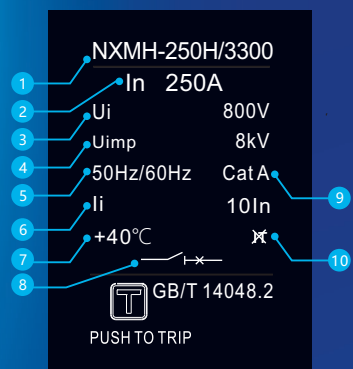 NXMH-250H/3300
1
In 250A
2
Ui 800V
3
Uimp 8kV
4
50Hz/60Hz Cat A
5
9
Ii 10In
6
+40℃
7
10
8
T GB/T 14048.2
PUSH TO TRIP